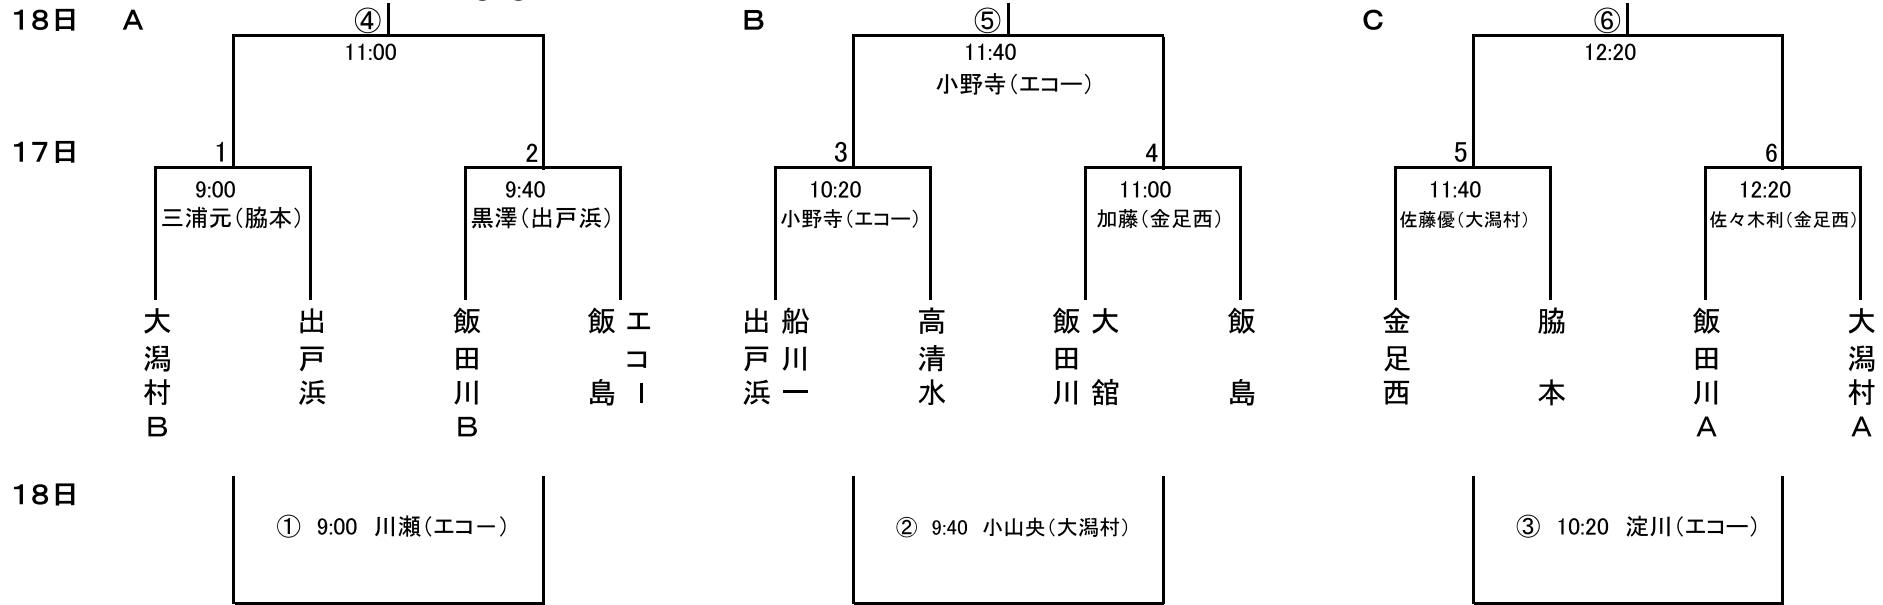 18日 A ④ B ⑤ C ⑥
11:00 11:40 12:20
小野寺（エコー）
17日 1 2 3 4 5 6
9:00 9:40 10:20 11:00 11:40 12:20
三浦元（脇本） 黒澤（出戸浜） 小野寺（エコー） 加藤（金足西） 佐藤優（大潟村） 佐々木利（金足西）
大潟村B
出戸浜
飯田川B
飯島
エコー
出戸浜
船川一
高清水
飯田川
大舘
飯島
金足西
脇本
飯田川A
大潟村A
18日
① 9:00 川瀬（エコー） ② 9:40 小山央（大潟村） ③ 10:20 淀川（エコー）